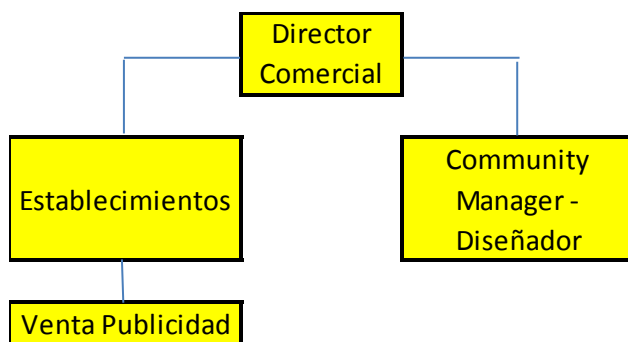 Director
Comercial
Establecimientos
Community
Manager -
Diseñador
Venta Publicidad